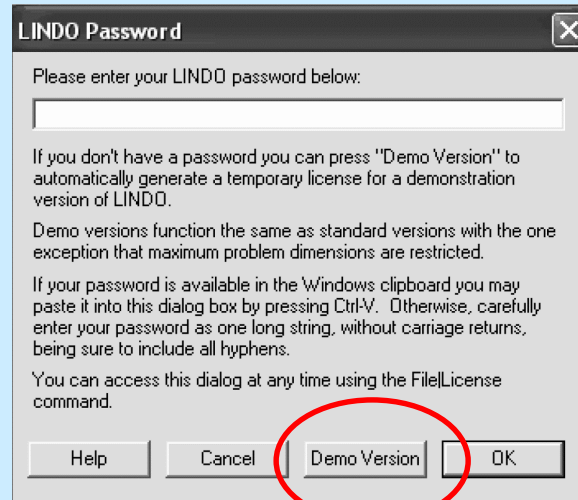 LINDO Password
Please enter your LINDO password below:
If you don't have a password you can press "Demo Version" to
automatically generate a temporary license for a demonstration
version of LINDO.
Demo versions function the same as standard versions with the one
exception that maximum problem dimensions are restricted.
If your password is available in the Windows clipboard you may
paste it into this dialog box by pressing Ctrl-V.  Otherwise, carefully
enter your password as one long string, without carriage returns,
being sure to include all hyphens.
You can access this dialog at any time using the File|License
command.
Help Cancel Demo Version OK